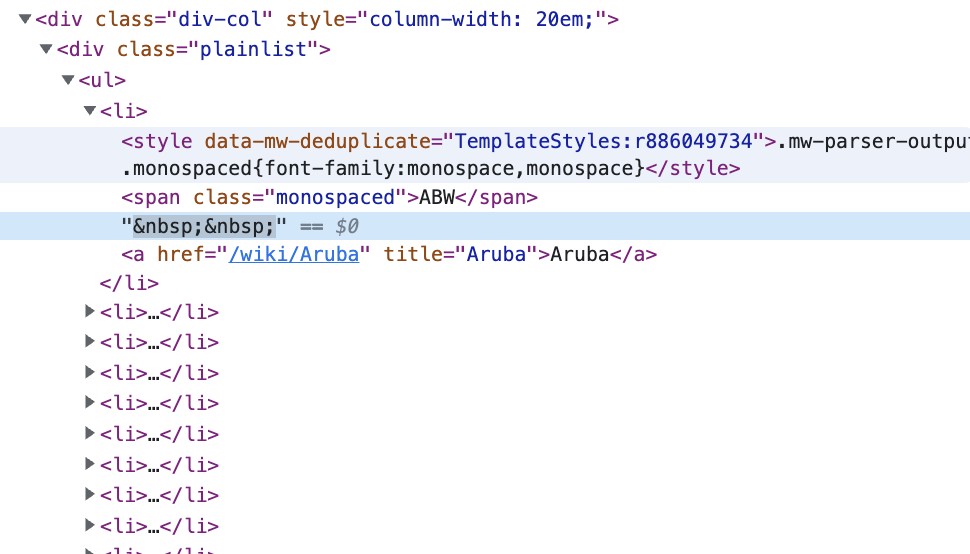 ▼<div class="div-col" style="column-width: 20em;">
▼<div class="plainlist">
▼<ul>
▼<li>
<style data-mw-deduplicate="TemplateStyles:r886049734">.mw-parser-outpu
.monospaced{font-family:monospace,monospace}</style>
<span class="monospaced">ABW</span>
"&nbsp;&nbsp;" == $0
<a href="/wiki/Aruba" title="Aruba">Aruba</a>
</li>
▶<li>…</li>
▶<li>…</li>
▶<li>…</li>
▶<li>…</li>
▶<li>…</li>
▶<li>…</li>
▶<li>…</li>
▶<li>…</li>
▶<li>…</li>